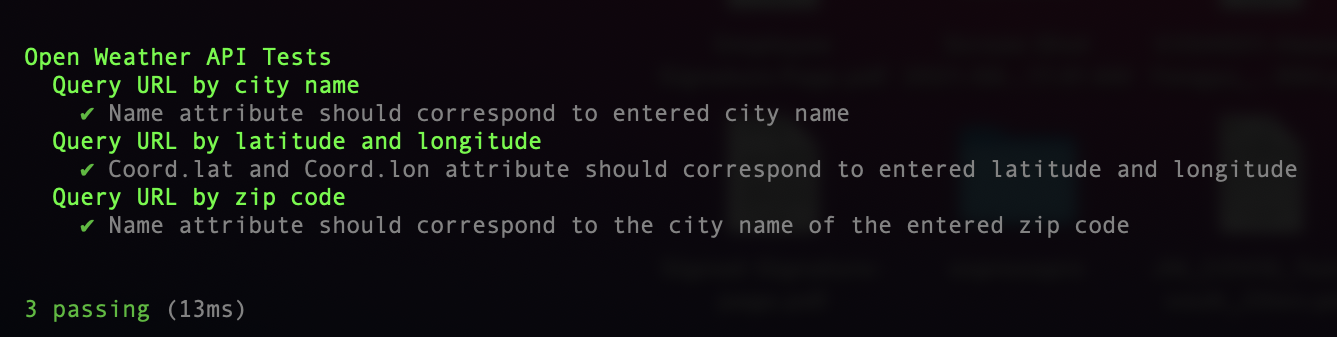 Open Weather API Tests
Query URL by city name
✔ Name attribute should correspond to entered city name
Query URL by latitude and longitude
✔ Coord.lat and Coord.lon attribute should correspond to entered latitude and longitude
Query URL by zip code
✔ Name attribute should correspond to the city name of the entered zip code
3 passing (13ms)